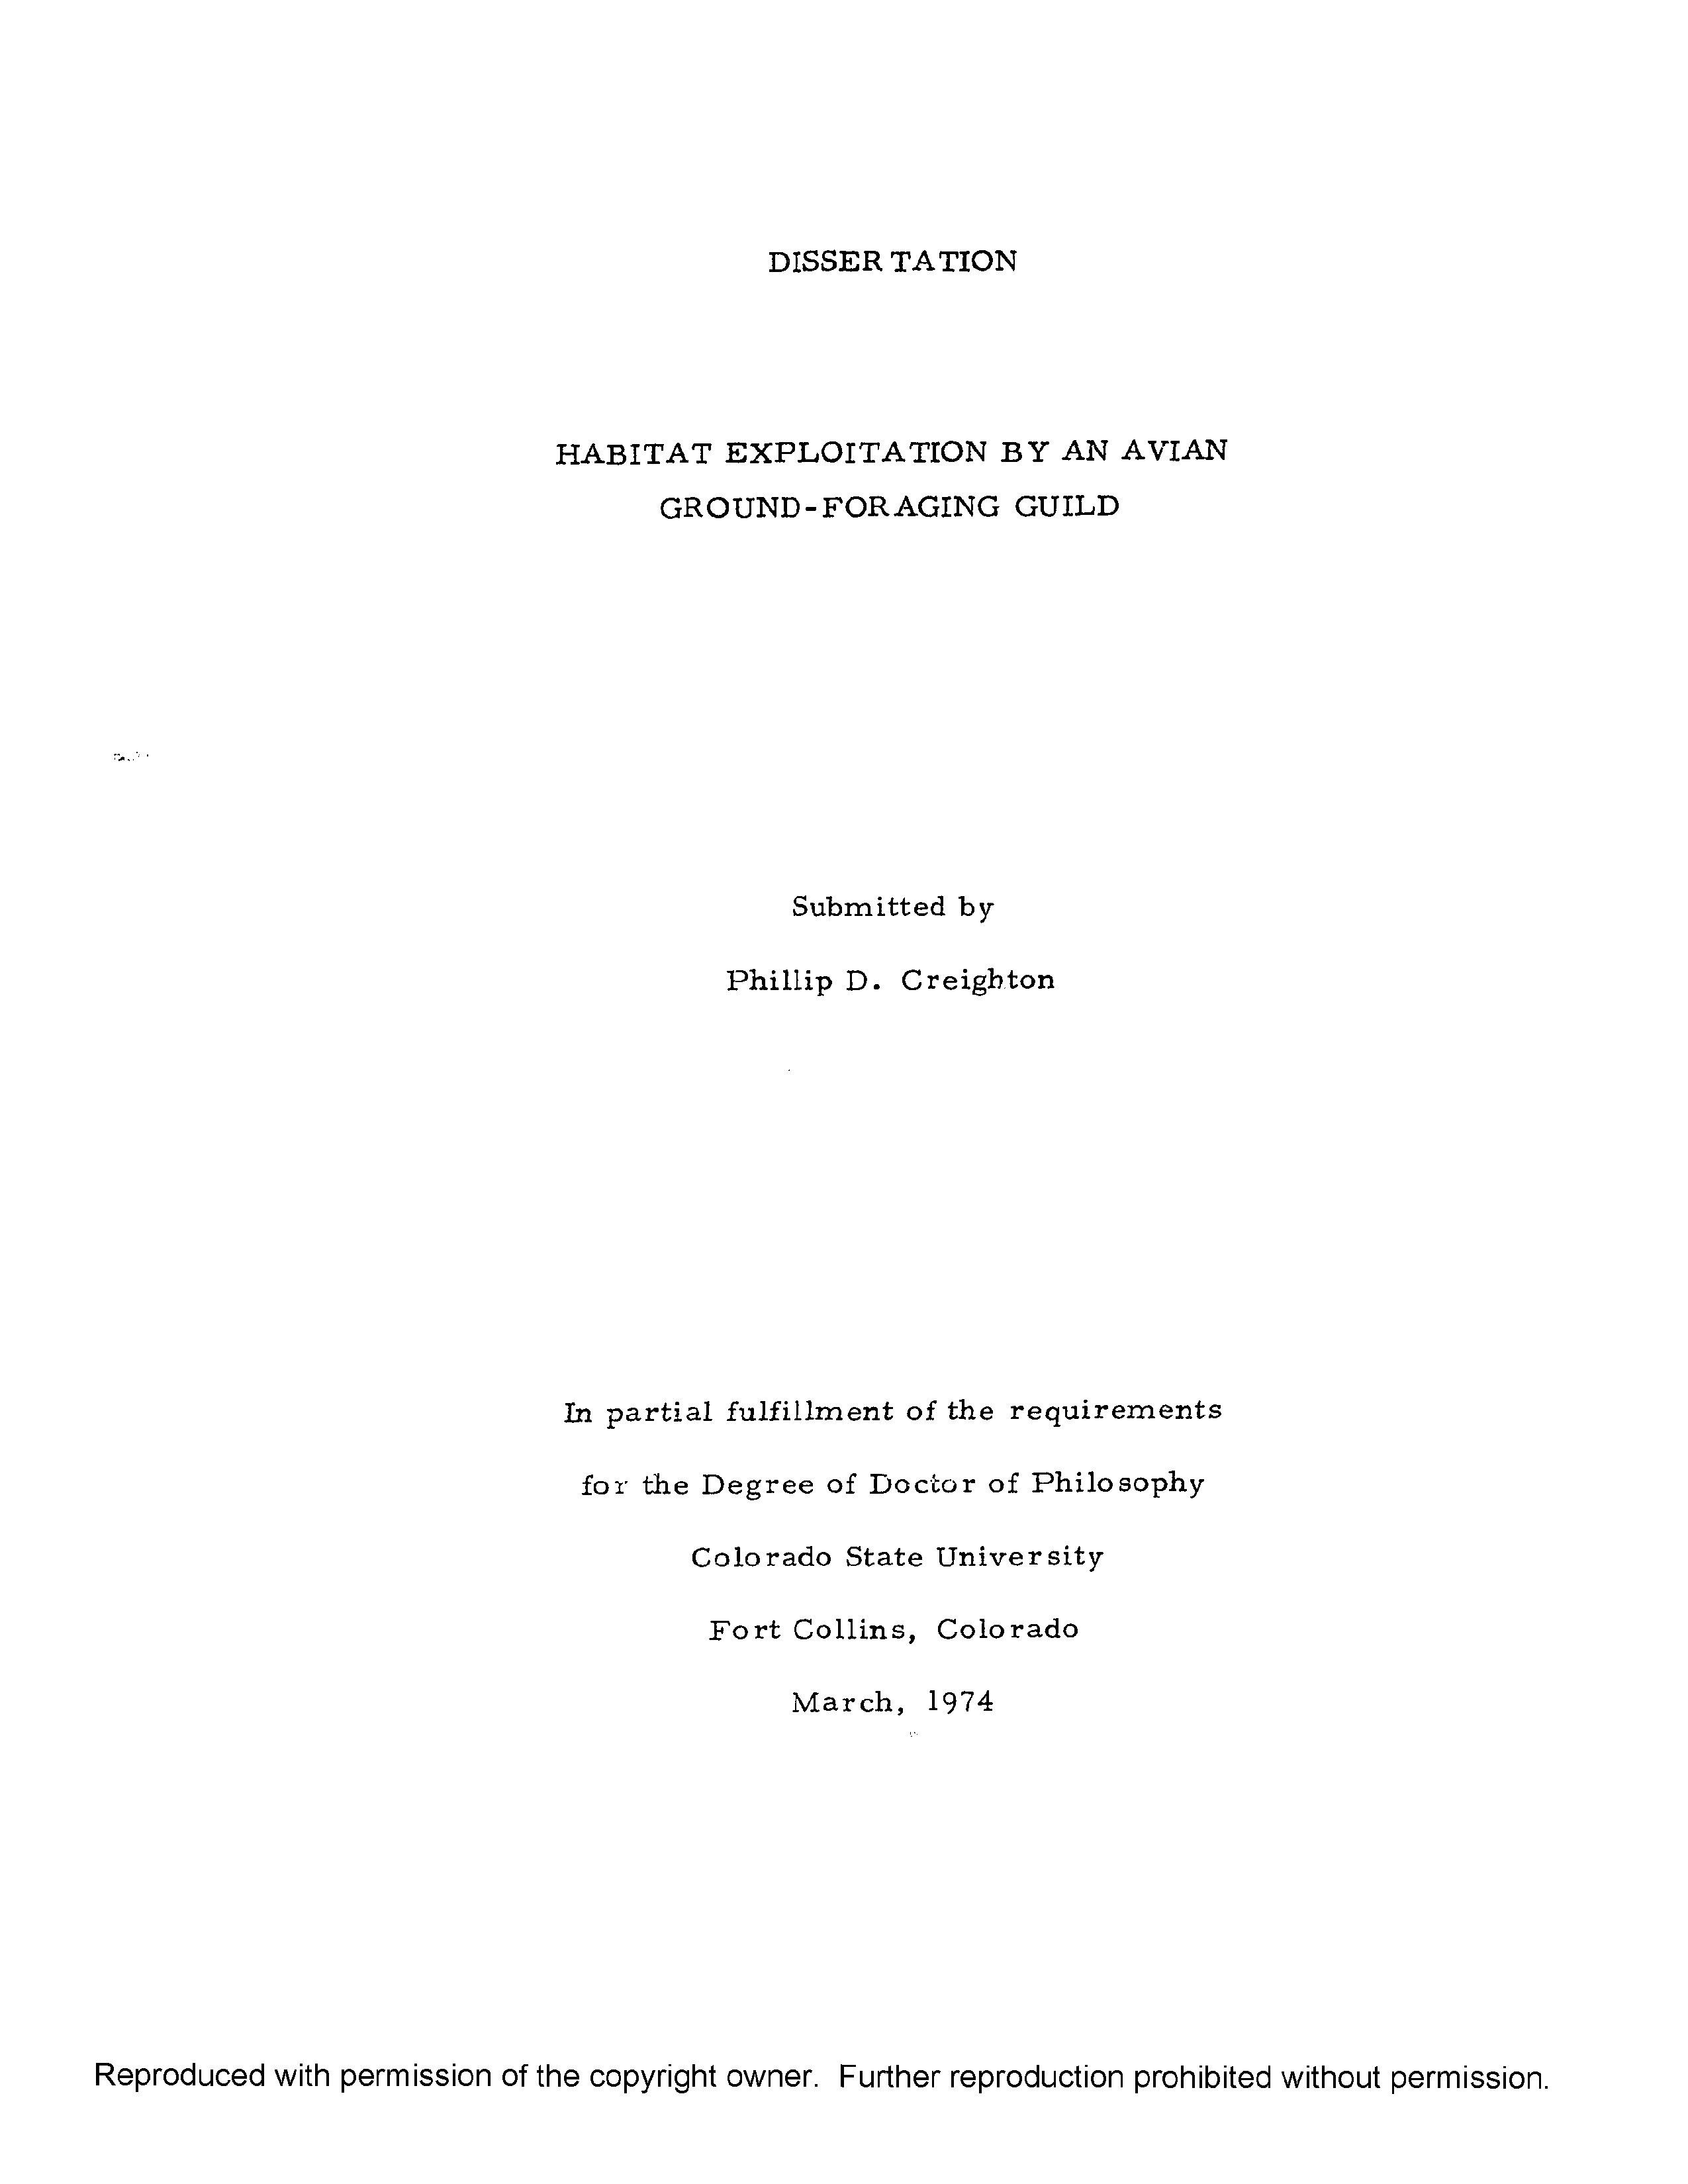 DISSERTATION
HABITAT EXPLOITATION BY AN AVIAN
GROUND-FORAGING GUILD
Submitted by
Phillip D. Creighton
In partial fulfillment of the requirements
for the Degree of Doctor of Philosophy
Colorado State University
Fort Collins, Colorado
March, 1974
Reproduced with permission of the copyright owner. Further reproduction prohibited without permission.